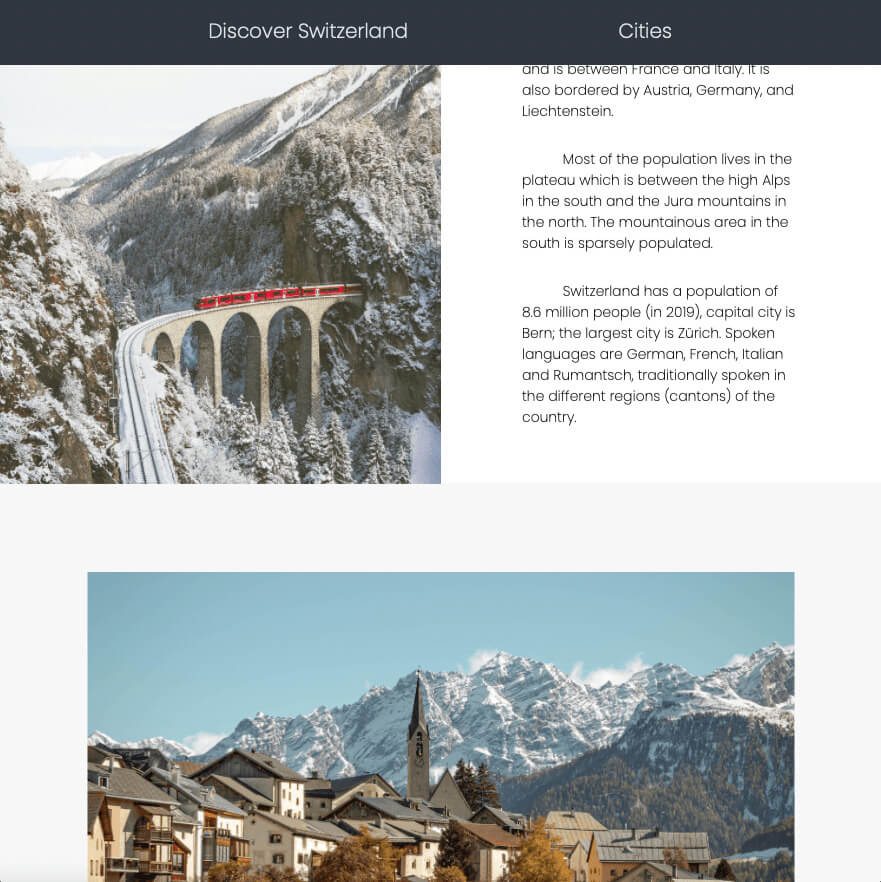 Discover Switzerland
Cities
and is between France and Italy. It is
also bordered by Austria, Germany, and
Liechtenstein.
Most of the population lives in the
plateau which is between the high Alps
in the south and the Jura mountains in
the north. The mountainous area in the
south is sparsely populated.
Switzerland has a population of
8.6 million people (in 2019), capital city is
Bern; the largest city is Zürich. Spoken
languages are German, French, Italian
and Rumantsch, traditionally spoken in
the different regions (cantons) of the
country.